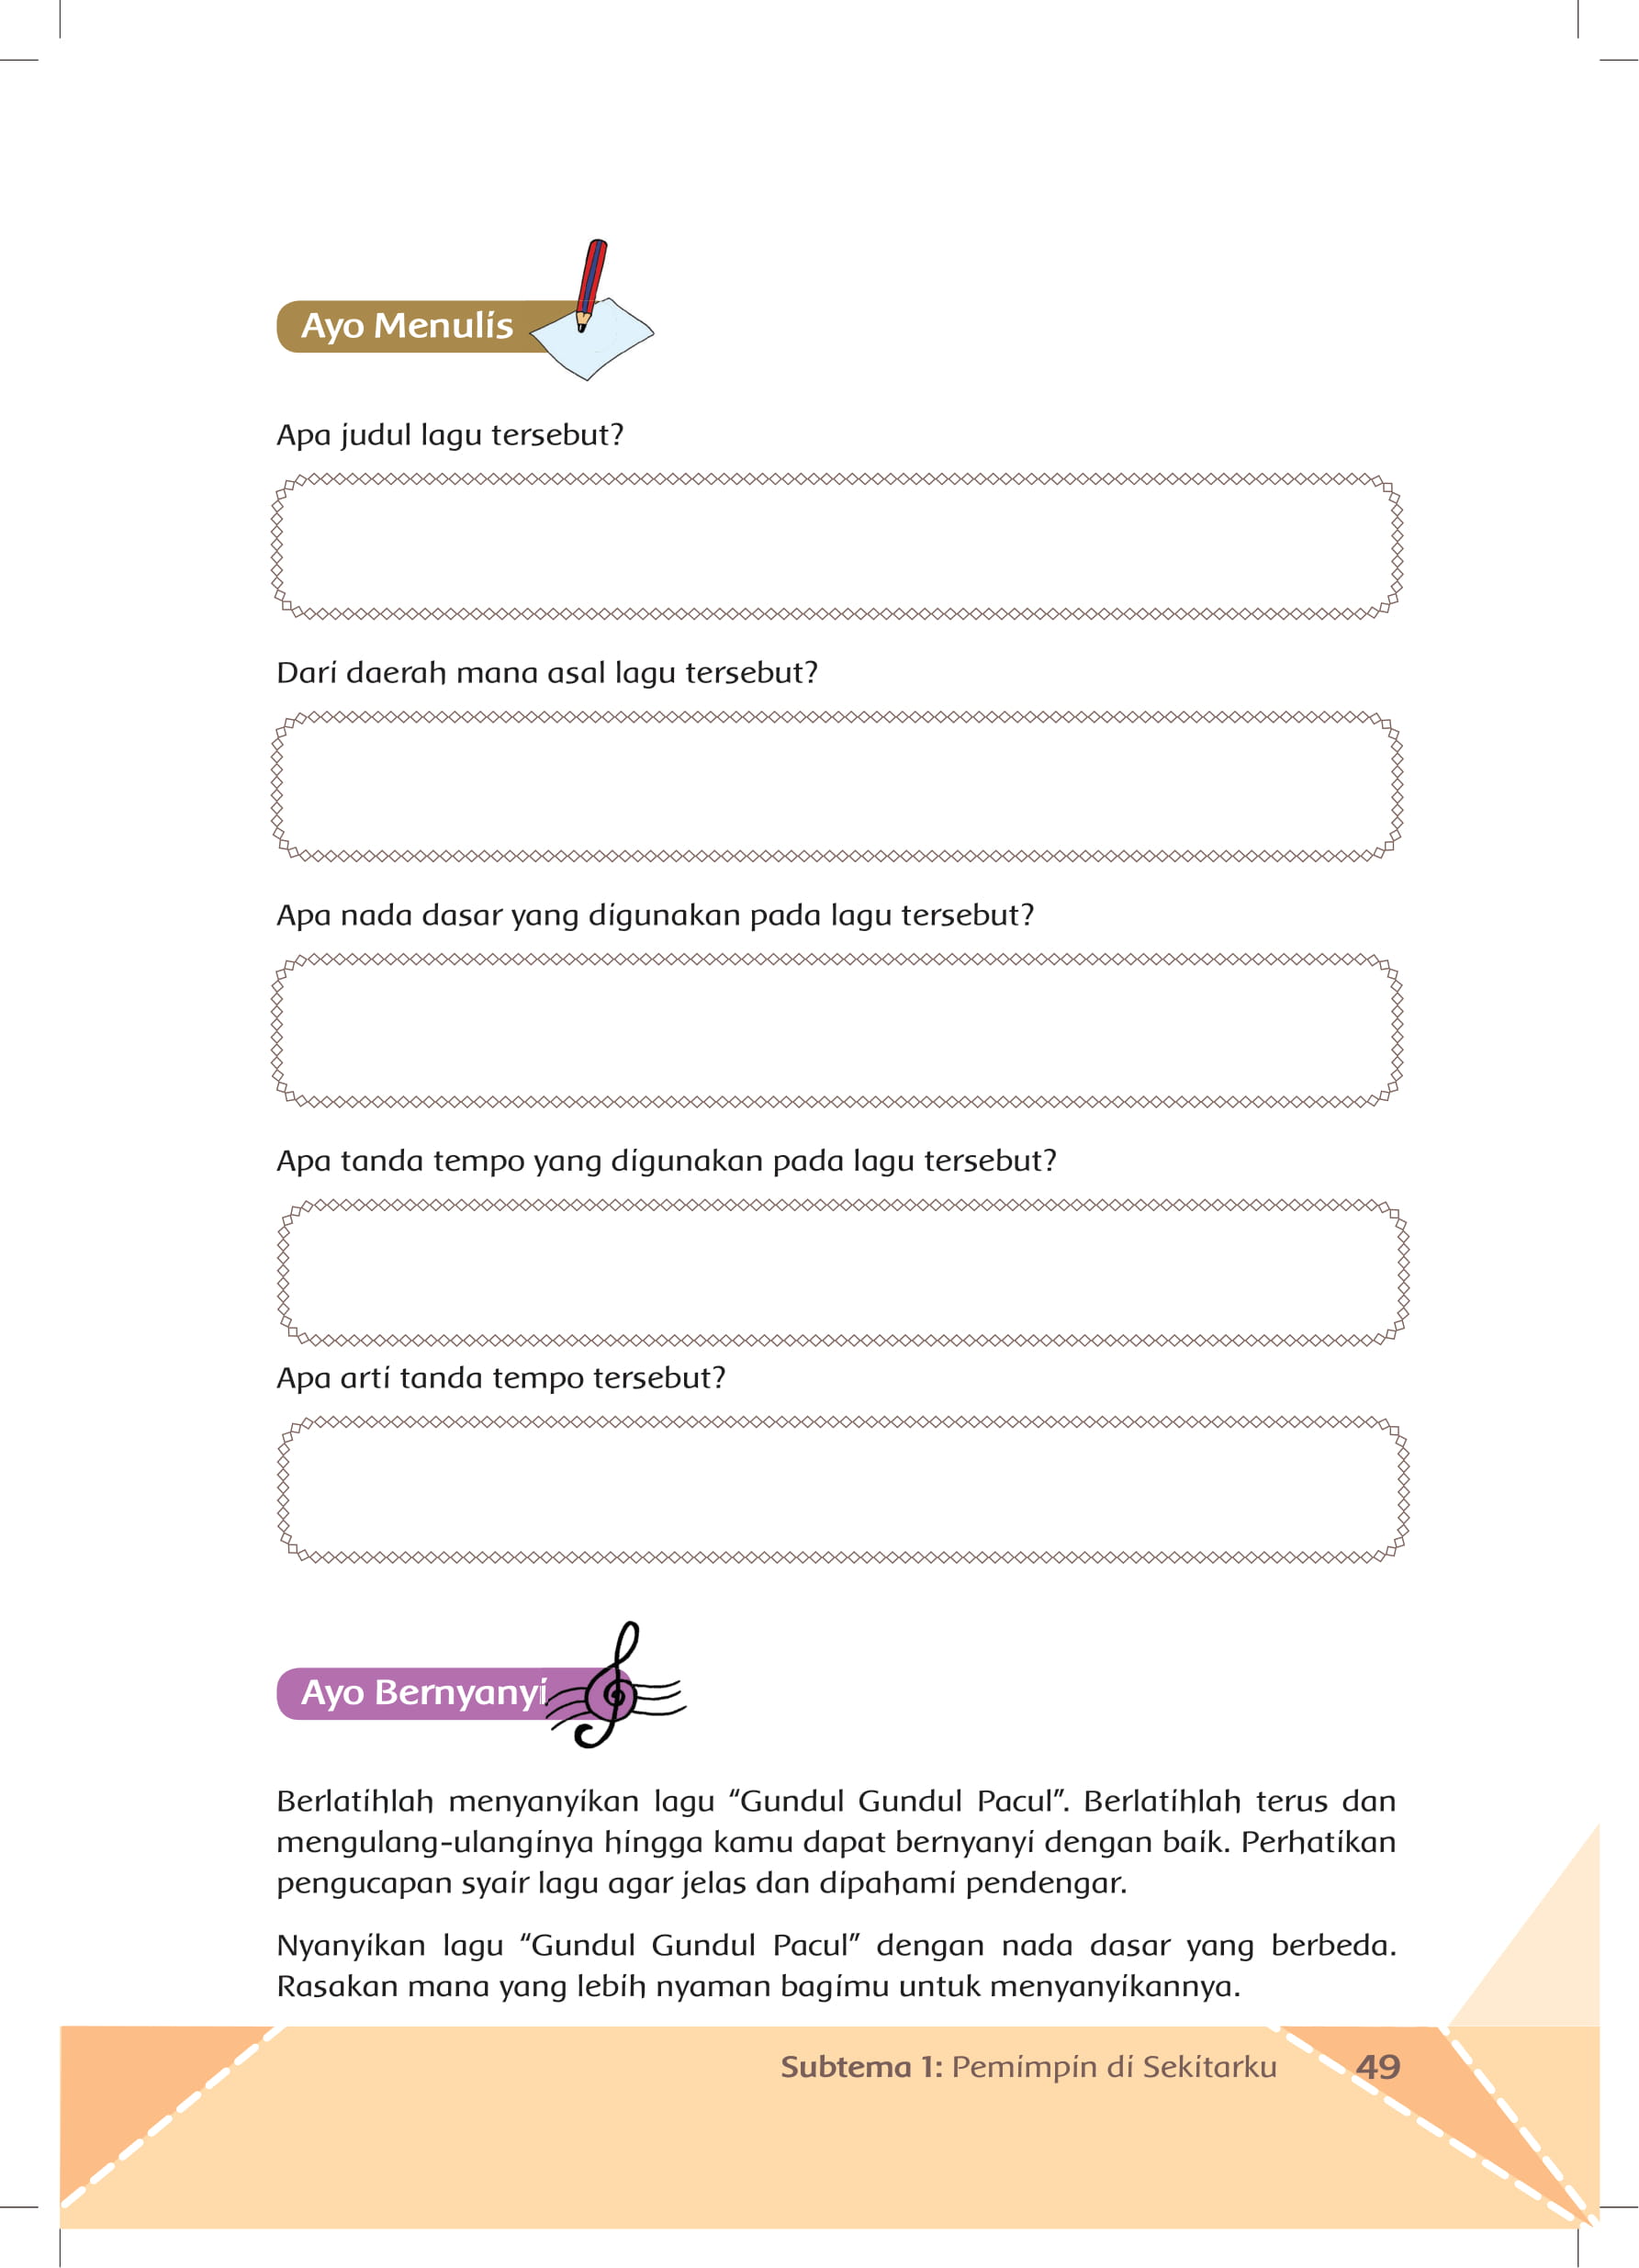 Ayo Menulis
Apa judul lagu tersebut?
Dari daerah mana asal lagu tersebut?
Apa nada dasar yang digunakan pada lagu tersebut?
Apa tanda tempo yang digunakan pada lagu tersebut?
Apa arti tanda tempo tersebut?
Ayo Bernyanyi
Berlatihlah menyanyikan lagu “Gundul Gundul Pacul”. Berlatihlah terus dan
mengulang-ulanginya hingga kamu dapat bernyanyi dengan baik. Perhatikan
pengucapan syair lagu agar jelas dan dipahami pendengar.
Nyanyikan lagu “Gundul Gundul Pacul” dengan nada dasar yang berbeda.
Rasakan mana yang lebih nyaman bagimu untuk menyanyikannya.
Subtema 1: Pemimpin di Sekitarku 49